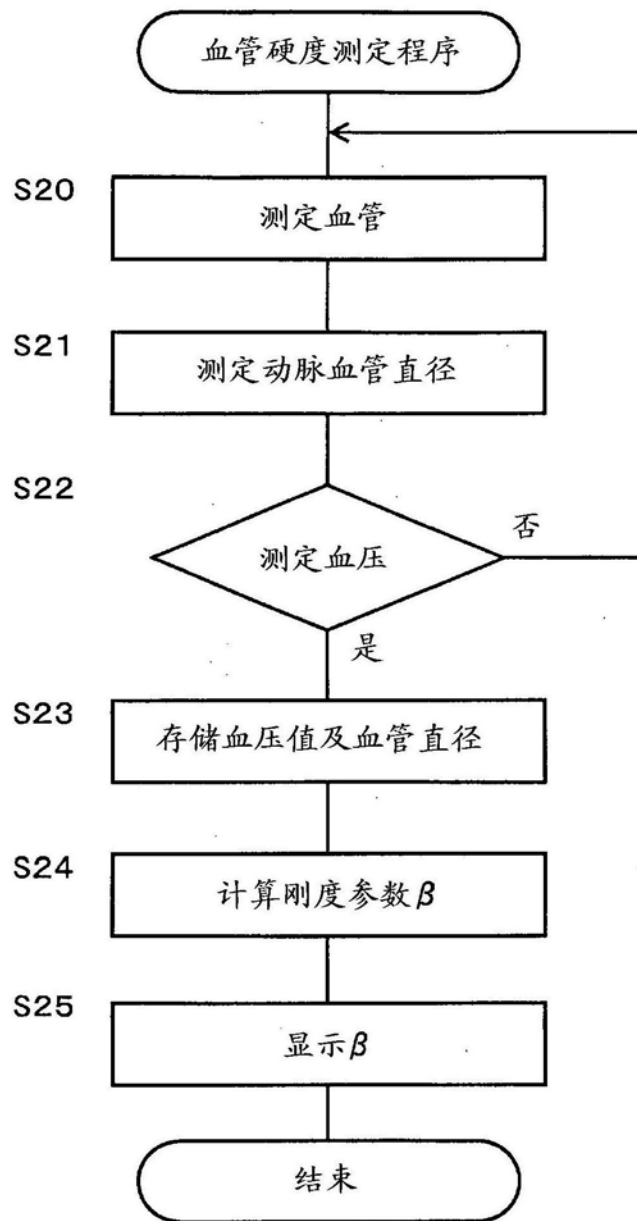 血管硬度测定程序
S20
测定血管
S21
测定动脉血管直径
S22
测定血压
否
是
S23
存储血压值及血管直径
S24
计算刚度参数β
S25
显示β
结束